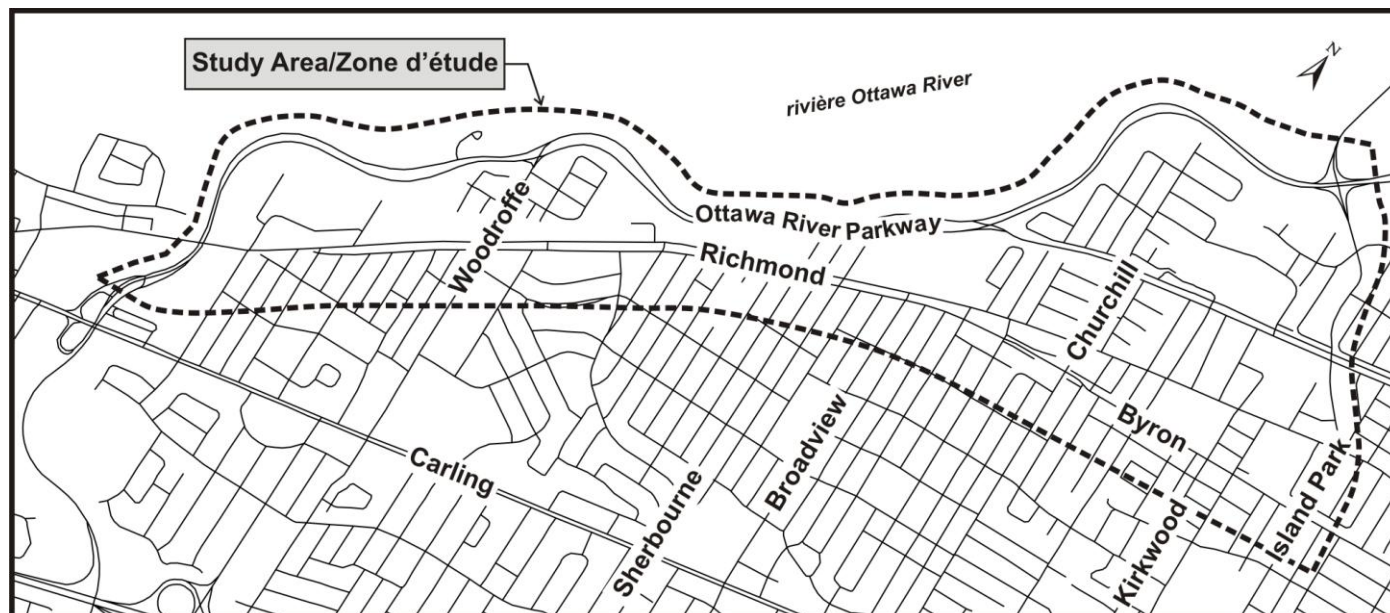 Study Area/Zone d'étude
N
rivière Ottawa River
Woodroffe
Ottawa River Parkway
Richmond
Churchill
Byron
Broadview
Carling
Sherbourne
Kirkwood
Island Park